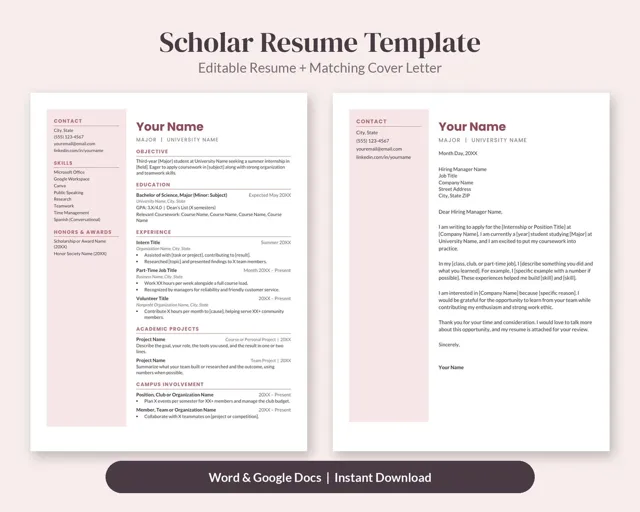 Scholar Resume Template
Editable Resume + Matching Cover Letter
CONTACT
City, State
(555) 123-4567
youremail@email.com
linkedin.com/in/yourname
SKILLS
Microsoft Office
Google Workspace
Canva
Public Speaking
Research
Teamwork
Time Management
Spanish (Conversational)
HONORS & AWARDS
Scholarship or Award Name
(20XX)
Honor Society Name (20XX)
Your Name
MAJOR | UNIVERSITY NAME
OBJECTIVE
Third-year [Major] student at University Name seeking a summer internship in
[field]. Eager to apply coursework in [subject] along with strong organization
and teamwork skills.
EDUCATION
Bachelor of Science, Major (Minor: Subject) Expected May 20XX
University Name, City, State
GPA: 3.X/4.0 | Dean's List (X semesters)
Relevant Coursework: Course Name, Course Name, Course Name, Course
Name
EXPERIENCE
Intern Title Summer 20XX
Organization Name, City, State
• Assisted with [task or project], contributing to [result].
• Researched [topic] and presented findings to X team members.
Part-Time Job Title Month 20XX - Present
Business Name, City, State
• Work XX hours per week alongside a full course load.
• Recognized by managers for reliability and friendly customer service.
Volunteer Title 20XX - Present
Nonprofit Organization Name, City, State
• Contribute X hours per month to [cause], helping serve XX+ community
members.
ACADEMIC PROJECTS
Project Name Course or Personal Project | 20XX
Describe the goal, your role, the tools you used, and the result in one or two
lines.
Project Name Team Project | 20XX
Summarize what your team built or researched and the outcome, using
numbers when possible.
CAMPUS INVOLVEMENT
Position, Club or Organization Name 20XX - Present
• Plan X events per semester for XX+ members and manage the club budget.
Member, Team or Organization Name 20XX - Present
• Collaborate with X teammates on [project or competition].
CONTACT
City, State
(555) 123-4567
youremail@email.com
linkedin.com/in/yourname
Your Name
MAJOR | UNIVERSITY NAME
Month Day, 20XX
Hiring Manager Name
Job Title
Company Name
Street Address
City, State ZIP
Dear Hiring Manager Name,
I am writing to apply for the [Internship or Position Title] at
[Company Name]. I am currently a [year] student studying [Major] at
University Name, and I am excited to put my coursework into
practice.
In my [class, club, or part-time job], I [describe something you did and
what you learned]. For example, I [specific example with a number if
possible]. These experiences helped me build [skill] and [skill].
I am interested in [Company Name] because [specific reason]. I
would be grateful for the opportunity to learn from your team while
contributing my enthusiasm and strong work ethic.
Thank you for your time and consideration. I would love to talk more
about this opportunity, and my resume is attached for your review.
Sincerely,
Your Name
Word & Google Docs | Instant Download